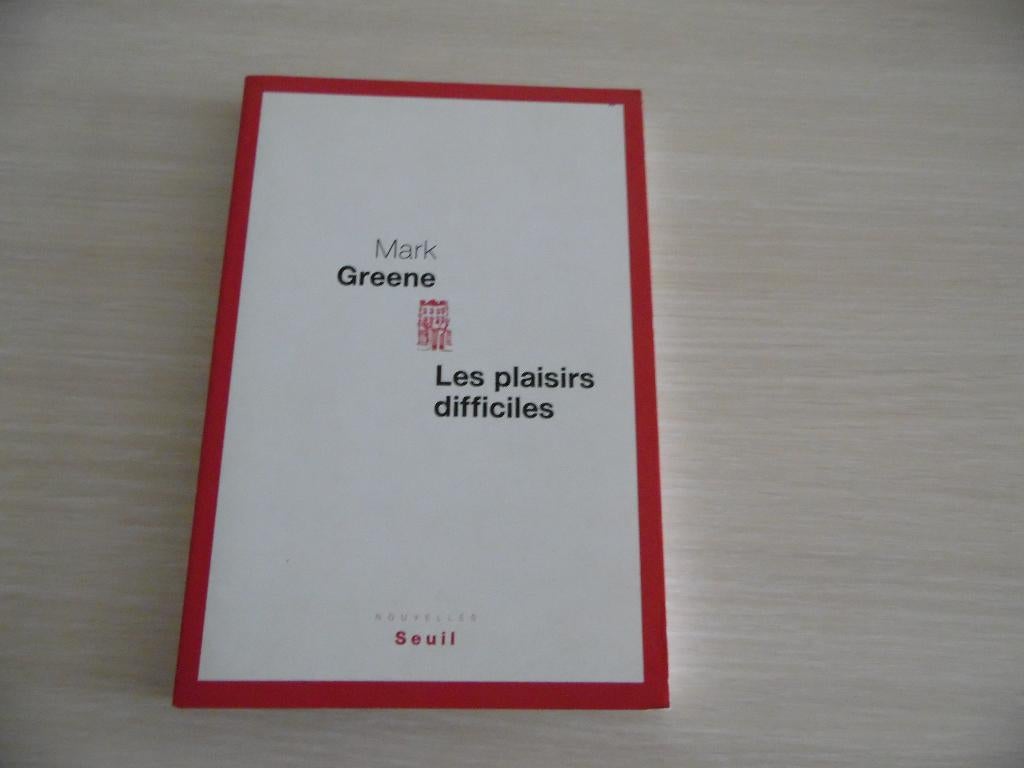 Mark
Greene
Les plaisirs
difficiles
NOUVELLES
Seuil